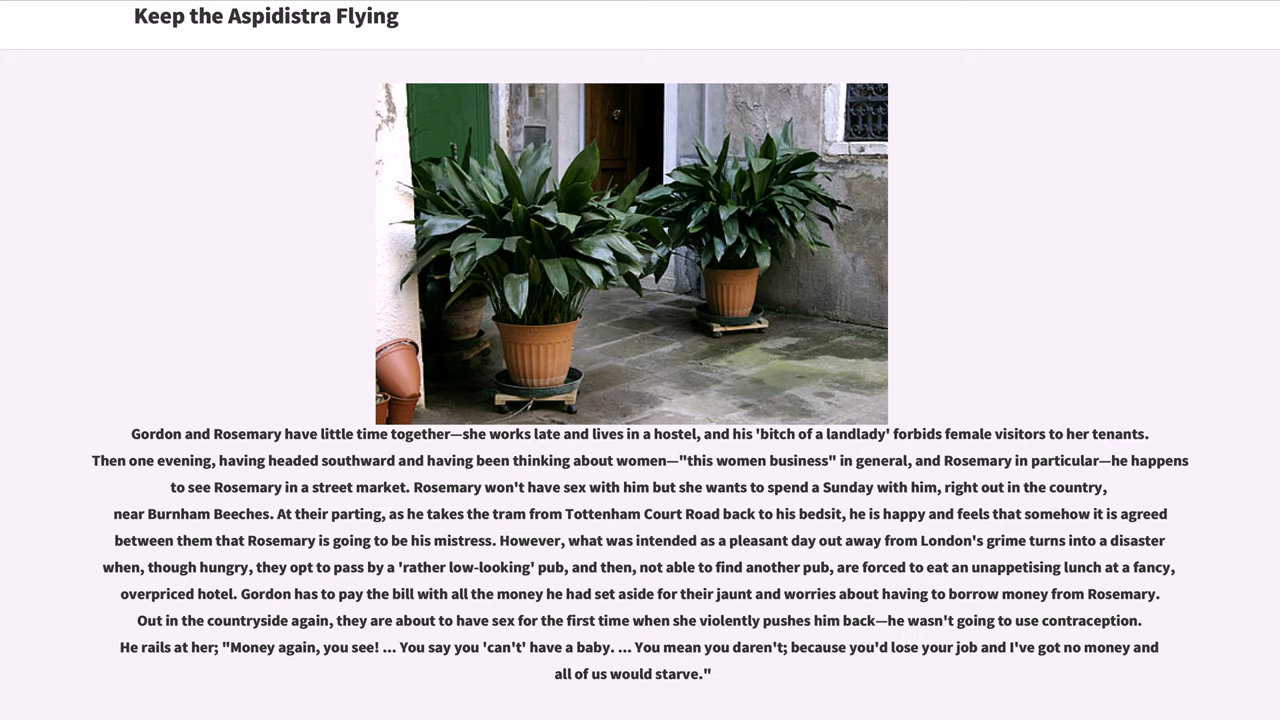 Keep the Aspidistra Flying
Gordon and Rosemary have little time together—she works late and lives in a hostel, and his 'bitch of a landlady' forbids female visitors to her tenants.
Then one evening, having headed southward and having been thinking about women—"this women business" in general, and Rosemary in particular—he happens
to see Rosemary in a street market. Rosemary won't have sex with him but she wants to spend a Sunday with him, right out in the country,
near Burnham Beeches. At their parting, as he takes the tram from Tottenham Court Road back to his bedsit, he is happy and feels that somehow it is agreed
between them that Rosemary is going to be his mistress. However, what was intended as a pleasant day out away from London's grime turns into a disaster
when, though hungry, they opt to pass by a 'rather low-looking' pub, and then, not able to find another pub, are forced to eat an unappetising lunch at a fancy,
overpriced hotel. Gordon has to pay the bill with all the money he had set aside for their jaunt and worries about having to borrow money from Rosemary.
Out in the countryside again, they are about to have sex for the first time when she violently pushes him back—he wasn't going to use contraception.
He rails at her; "Money again, you see! ... You say you 'can't' have a baby. ... You mean you daren't; because you'd lose your job and I've got no money and
all of us would starve."